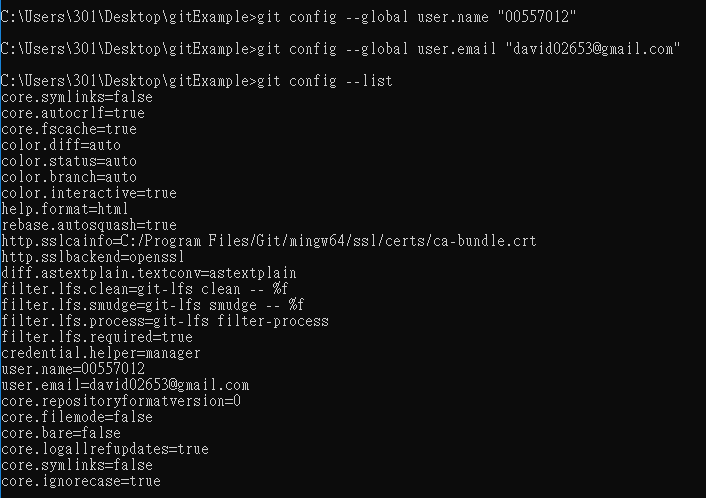 C:\Users\301\Desktop\gitExample>git config --global user.name "00557012"
C:\Users\301\Desktop\gitExample>git config --global user.email "david02653@gmail.com"
C:\Users\301\Desktop\gitExample>git config --list
core.symlinks=false
core.autocrlf=true
core.fscache=true
color.diff=auto
color.status=auto
color.branch=auto
color.interactive=true
help.format=html
rebase.autosquash=true
http.sslcainfo=C:/Program Files/Git/mingw64/ssl/certs/ca-bundle.crt
http.sslbackend=openssl
diff.astextplain.textconv=astextplain
filter.lfs.clean=git-lfs clean -- %f
filter.lfs.smudge=git-lfs smudge -- %f
filter.lfs.process=git-lfs filter-process
filter.lfs.required=true
credential.helper=manager
user.name=00557012
user.email=david02653@gmail.com
core.repositoryformatversion=0
core.filemode=false
core.bare=false
core.logallrefupdates=true
core.symlinks=false
core.ignorecase=true